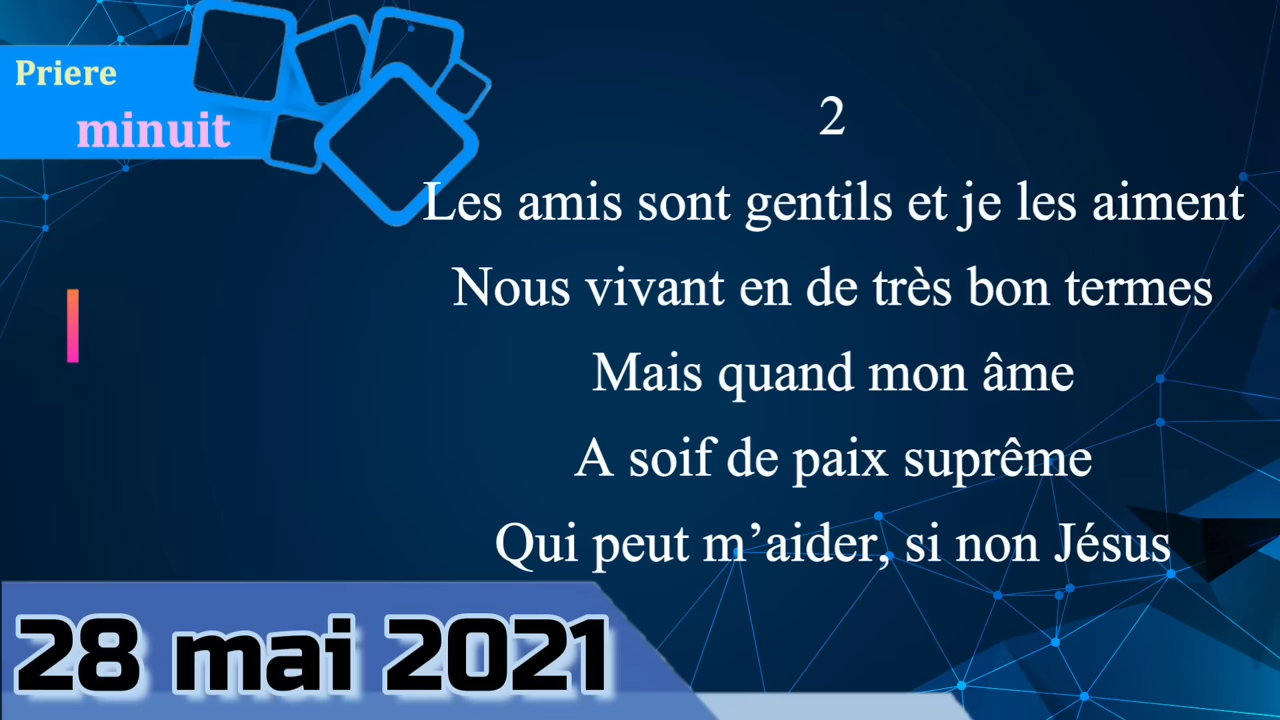 Priere
minuit
2
Les amis sont gentils et je les aiment
Nous vivant en de très bon termes
Mais quand mon âme
A soif de paix suprême
Qui peut m’aider, si non Jésus
28 mai 2021